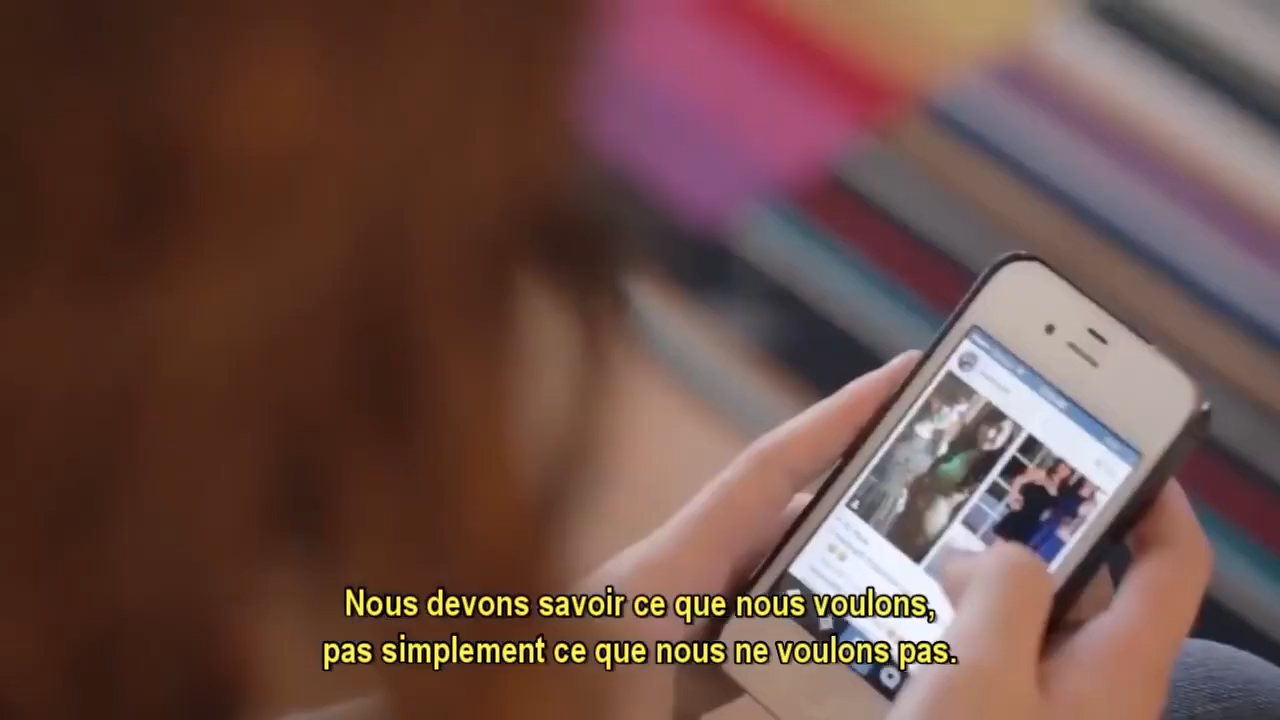 Nous devons savoir ce que nous voulons,
pas simplement ce que nous ne voulons pas.